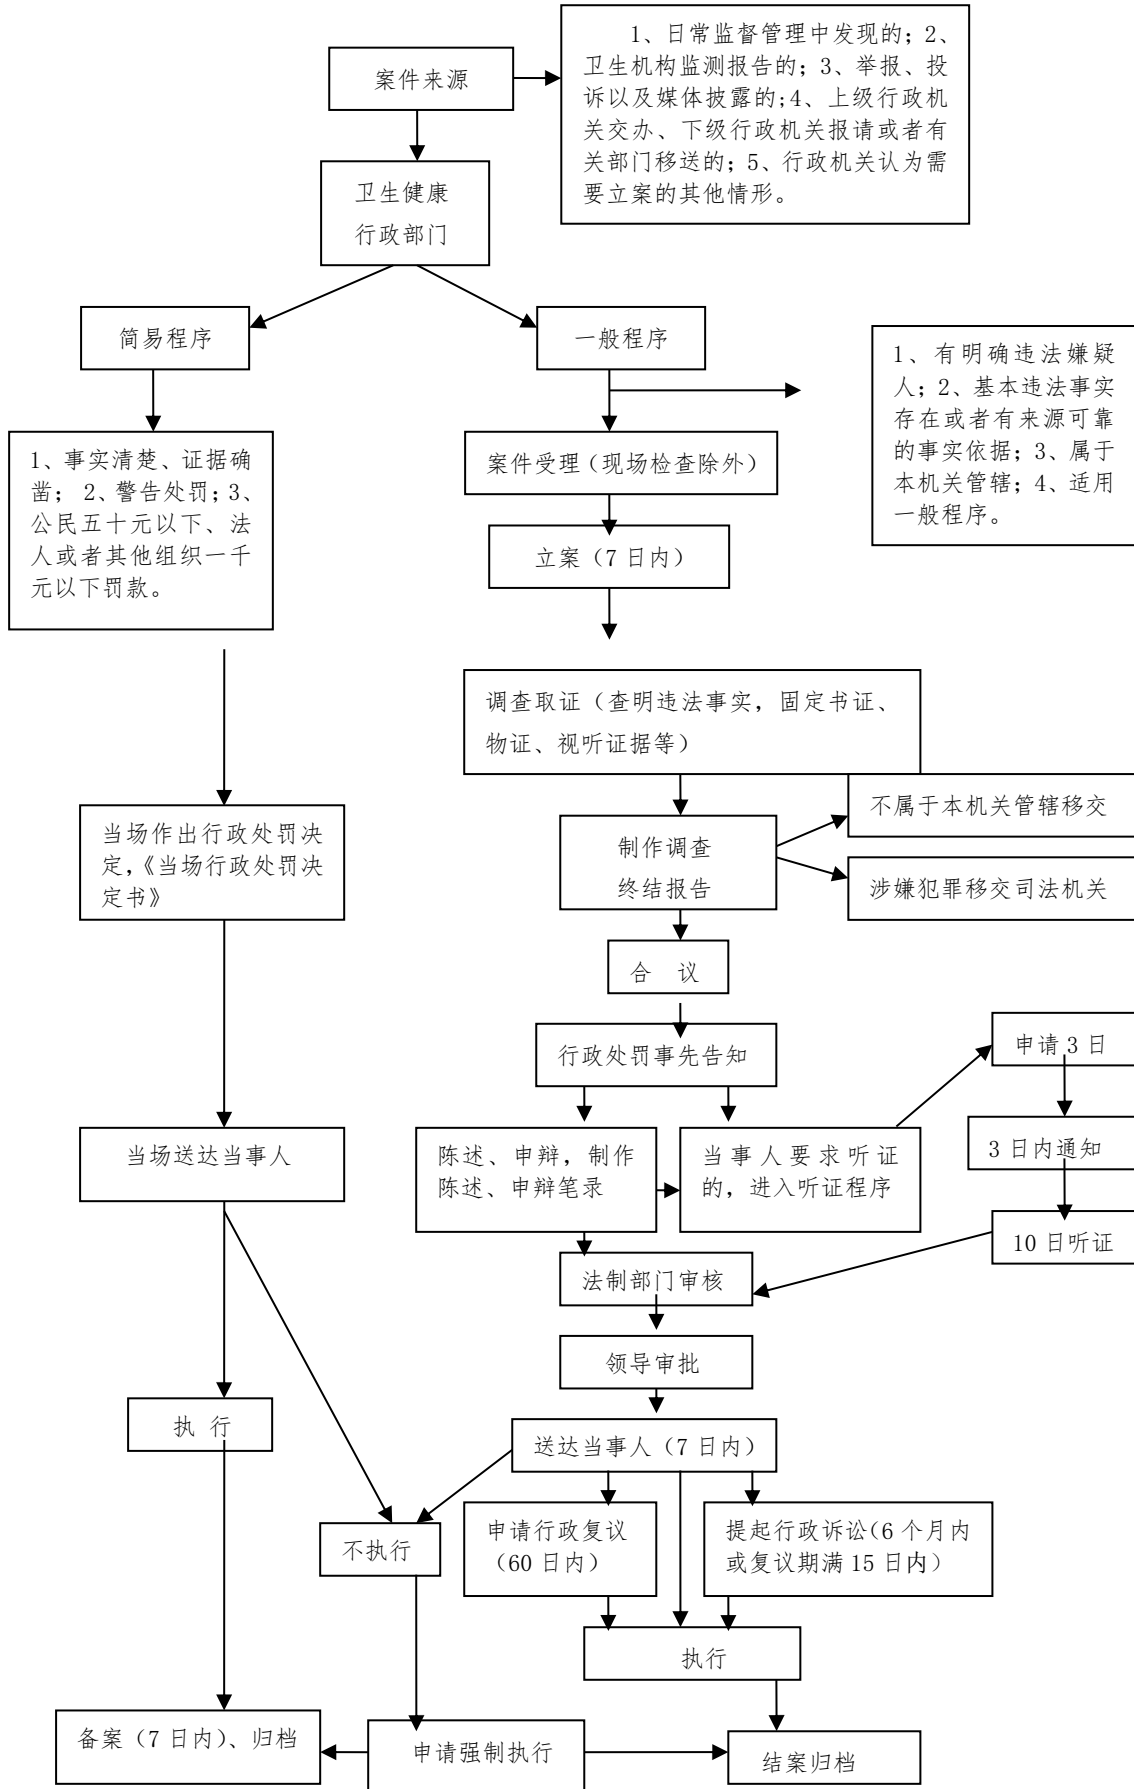 案件来源
1、日常监督管理中发现的；2、
卫生机构监测报告的；3、举报、投
诉以及媒体披露的;4、上级行政机
关交办、下级行政机关报请或者有
关部门移送的；5、行政机关认为需
要立案的其他情形。
卫生健康
行政部门
简易程序
一般程序
1、有明确违法嫌疑
人；2、基本违法事实
存在或者有来源可靠
的事实依据；3、属于
本机关管辖；4、适用
一般程序。
1、事实清楚、证据确
凿； 2、警告处罚；3、
公民五十元以下、法
人或者其他组织一千
元以下罚款。
案件受理（现场检查除外）
立案（7 日内）
调查取证（查明违法事实，固定书证、
物证、视听证据等）
不属于本机关管辖移交
当场作出行政处罚决
定，《当场行政处罚决
定书》
制作调查
终结报告
涉嫌犯罪移交司法机关
合　议
行政处罚事先告知
申请 3 日
当场送达当事人
陈述、申辩，制作
陈述、申辩笔录
当事人要求听证
的，进入听证程序
3 日内通知
10 日听证
法制部门审核
领导审批
执 行
送达当事人（7 日内）
不执行
申请行政复议
（60 日内）
提起行政诉讼（6 个月内
或复议期满 15 日内）
执行
备案（7 日内）、归档
申请强制执行
结案归档